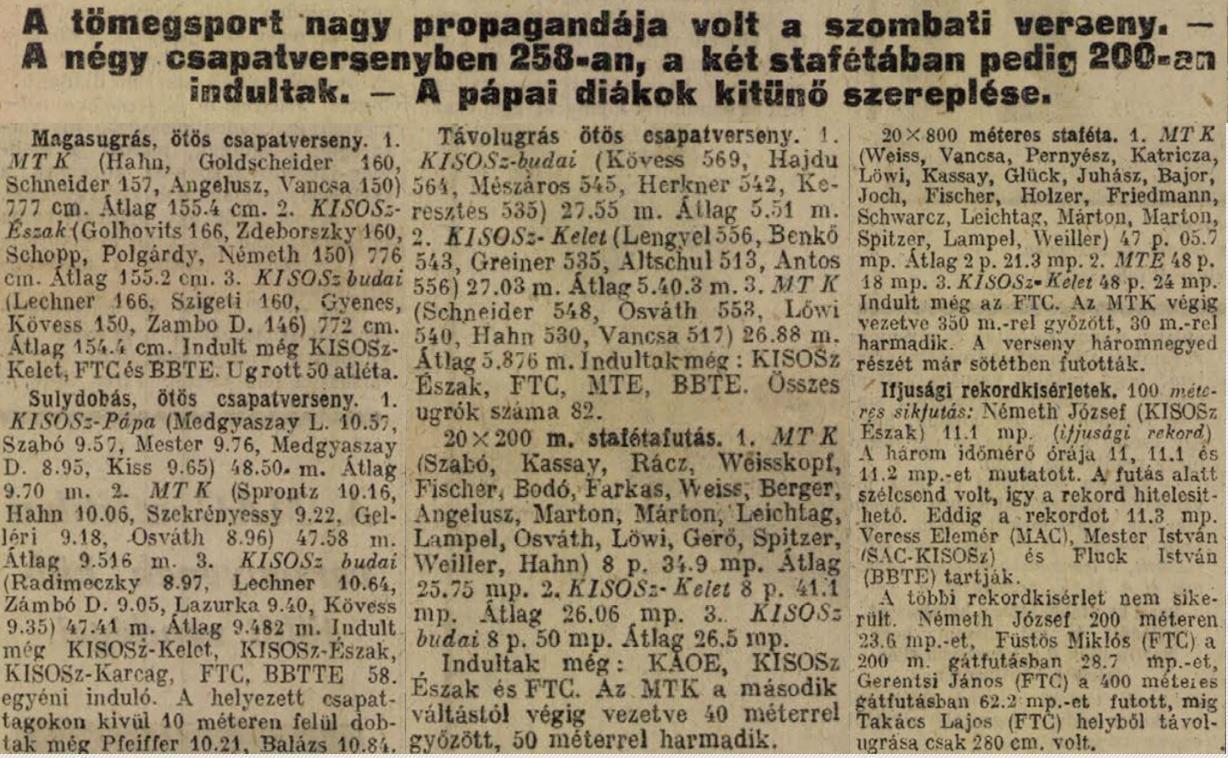 A tömegsport nagy propagandája volt a szombati verseny. —
A négy csapatversenyben 258-an, a két stafétában pedig 200-an
indultak. — A pápai diákok kitünő szereplése.
Magasugrás, ötös csapatverseny. 1.
MTK (Hahn, Goldscheider 160,
Schneider 157, Angelusz, Vancsa 150)
777 cm. Átlag 155.4 cm. 2. KISOSz-
Észak (Golhovits 166, Zdeborszky 160,
Schopp, Polgárdy, Németh 150) 776
cm. Átlag 155.2 cm. 3. KISOSz budai
(Lechner 166, Szigeti 160, Gyenes,
Kövess 150, Zambo D. 146) 772 cm.
Átlag 154.4 cm. Indult még KISOSz-
Kelet, FTC és BBTE. Ugrott 50 atléta.
Sulydobás, ötös csapatverseny. 1.
KISOSz-Pápa (Medgyaszay L. 10.57,
Szabó 9.57, Mester 9.76, Medgyaszay
D. 8.95, Kiss 9.65) 48.50 m. Átlag
9.70 m. 2. MTK (Sprontz 10.16,
Hahn 10.06, Szekrényessy 9.22, Gel-
léri 9.18, Osváth 8.96) 47.58 m.
Átlag 9.516 m. 3. KISOSz budai
(Radimeczky 8.97, Lechner 10.64,
Zámbó D. 9.05, Lazurka 9.40, Kövess
9.35) 47.41 m. Átlag 9.482 m. Indult
még KISOSz-Kelet, KISOSz-Észak,
KISOSz-Karcag, FTC, BBTTE 58.
egyéni induló. A helyezett csapat-
tagokon kivül 10 méteren felül dob-
tak még Pfeiffer 10.21, Balázs 10.84.
Távolugrás ötös csapatverseny. 1.
KISOSz-budai (Kövess 569, Hajdu
564, Mészáros 545, Herkner 542, Ke-
resztés 535) 27.55 m. Átlag 5.51 m.
2. KISOSz-Kelet (Lengyel 556, Benkő
543, Greiner 535, Altschul 513, Antos
556) 27.03 m. Átlag 5.40.3 m. 3. MTK
(Schneider 548, Osváth 553, Lőwi
540, Hahn 530, Vancsa 517) 26.88 m.
Átlag 5.876 m. Indultak még: KISOSz
Észak, FTC, MTE, BBTE. Összes
ugrók száma 82.
20×200 m. stafétafutás. 1. MTK
(Szabó, Kassay, Rácz, Weisskopf,
Fischer, Bodó, Farkas, Weiss, Berger,
Angelusz, Marton, Márton, Leichtag,
Lampel, Osváth, Löwi, Gerő, Spitzer,
Weiller, Hahn) 8 p. 34.9 mp. Átlag
25.75 mp. 2. KISOSz-Kelet 8 p. 41.1
mp. Átlag 26.06 mp. 3. KISOSz
budai 8 p. 50 mp. Átlag 26.5 mp.
Indultak még: KAOE, KISOSz
Észak és FTC. Az MTK a második
váltástól végig vezetve 40 méterrel
győzött, 50 méterrel harmadik.
20×800 méteres staféta. 1. MTK
(Weiss, Vancsa, Pernyész, Katricza,
Löwi, Kassay, Glück, Juhász, Bajor,
Joch, Fischer, Holzer, Friedmann,
Schwarcz, Leichtag, Márton, Marton,
Spitzer, Lampel, Weiller) 47 p. 05.7
mp. Átlag 2 p. 21.3 mp. 2. MTE 48 p.
18 mp. 3. KISOSz-Kelet 48 p. 24 mp.
Indult még az FTC. Az MTK végig
vezetve 350 m.-rel győzött, 30 m.-rel
harmadik. A verseny háromnegyed
részét már sötétben futották.
Ifjusági rekordkisérletek. 100 méte-
res sikfutás: Németh József (KISOSz
Észak) 11.1 mp. (ifjusági rekord)
A három időmérő órája 11, 11.1 és
11.2 mp.-et mutatott. A futás alatt
szélcsend volt, igy a rekord hitelesit-
hető. Eddig a rekordot 11.3 mp.
Veress Elemér (MAC), Mester István
(SAC-KISOSz) és Fluck István
(BBTE) tartják.
A többi rekordkisérlet nem sike-
rült. Németh József 200 méteren
23.6 mp.-et, Füstös Miklós (FTC) a
200 m. gátfutásban 28.7 mp.-et,
Gerentsi János (FTC) a 400 méteres
gátfutásban 62.2 mp.-et futott, mig
Takács Lajos (FTC) helyből távol-
ugrása csak 280 cm. volt.